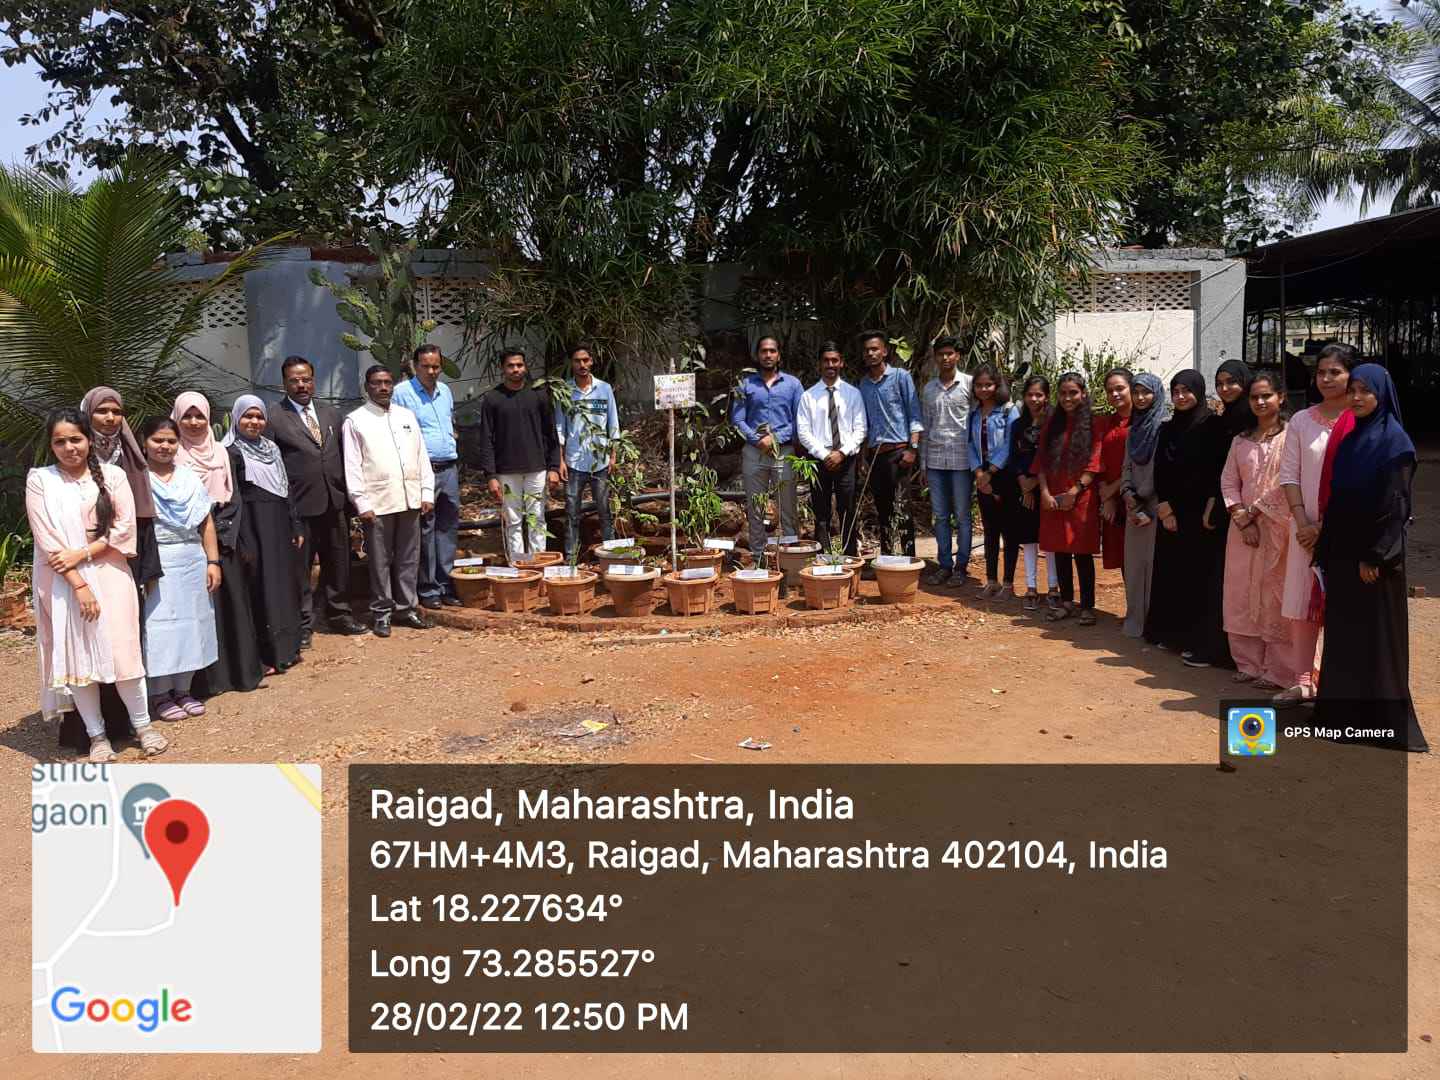 GPS Map Camera
strict
gaon
Google
Raigad, Maharashtra, India
67HM+4M3, Raigad, Maharashtra 402104, India
Lat 18.227634°
Long 73.285527°
28/02/22 12:50 PM